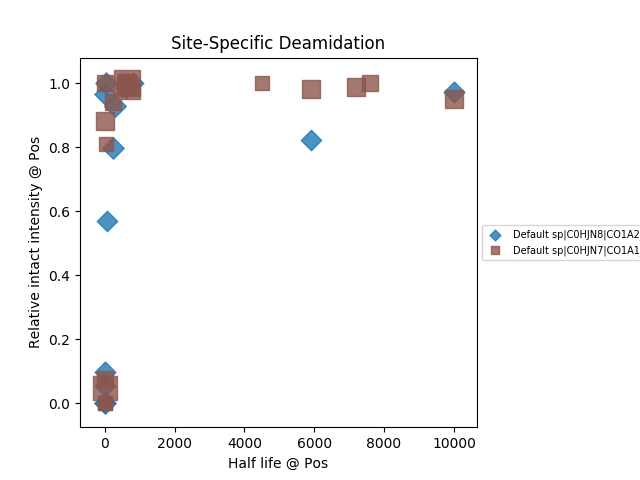 Site-Specific Deamidation
Relative intact intensity @ Pos
1.0
0.8
0.6
0.4
0.2
0.0
0
2000
4000
6000
8000
10000
Half life @ Pos
Default sp|C0HJN8|CO1A2
Default sp|C0HJN7|CO1A1